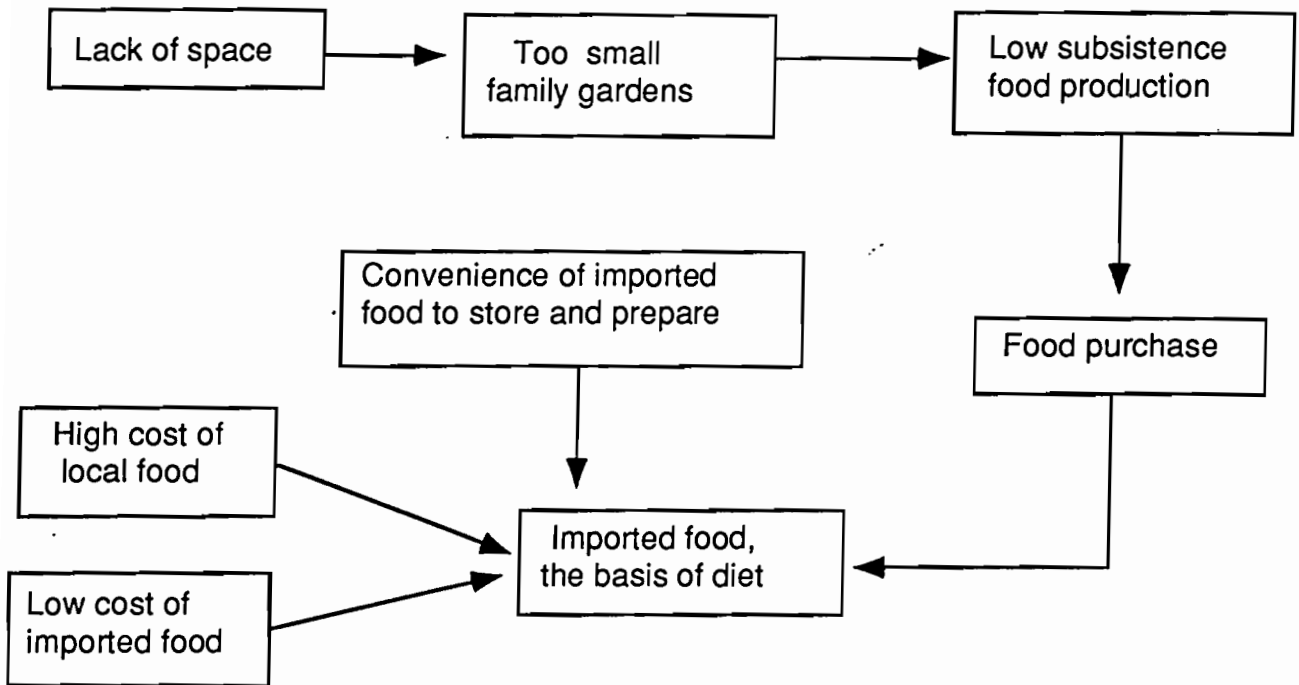 Lack of space
Too small
family gardens
Low subsistence
food production
Convenience of imported
food to store and prepare
Food purchase
High cost of
local food
Imported food,
the basis of diet
Low cost of
imported food